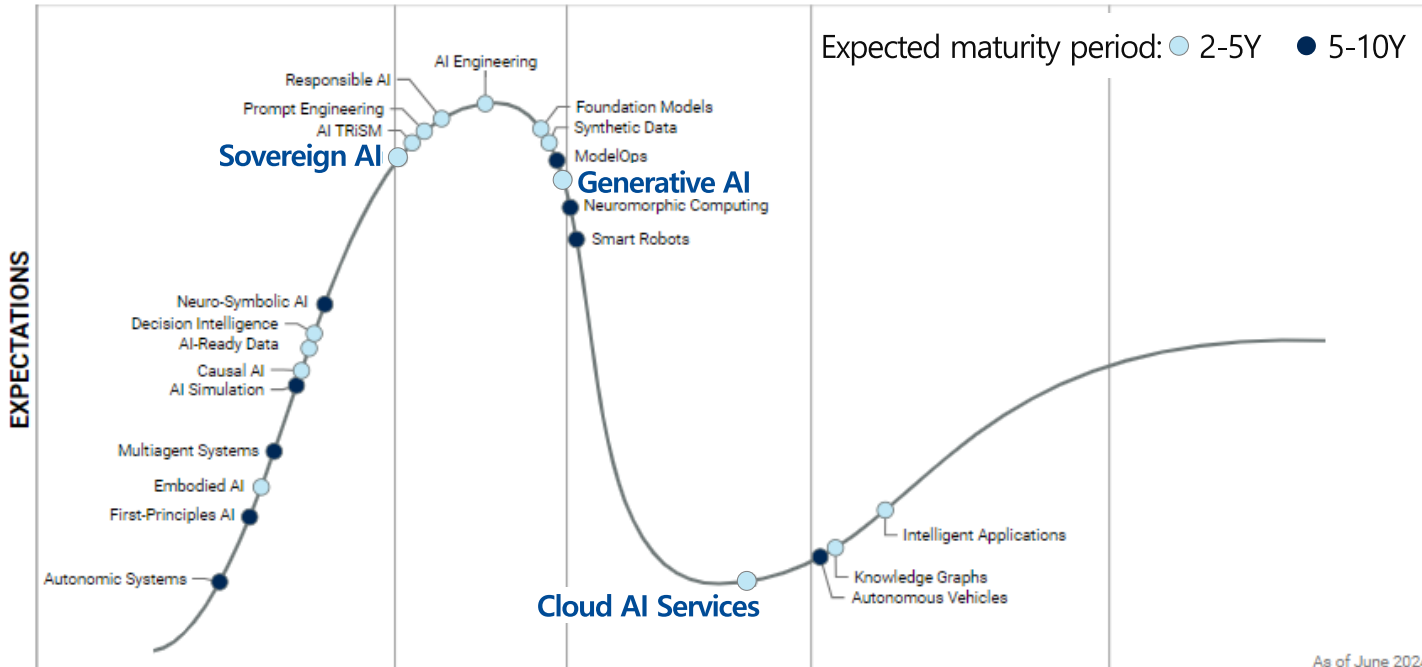 Expected maturity period: 2-5Y 5-10Y
AI Engineering
Responsible AI
Prompt Engineering
AI TRiSM
Sovereign AI
Foundation Models
Synthetic Data
ModelOps
Generative AI
Neuromorphic Computing
Smart Robots
EXPECTATIONS
Neuro-Symbolic AI
Decision Intelligence
AI-Ready Data
Causal AI
AI Simulation
Multiagent Systems
Embodied AI
First-Principles AI
Autonomic Systems
Intelligent Applications
Knowledge Graphs
Autonomous Vehicles
Cloud AI Services
As of June